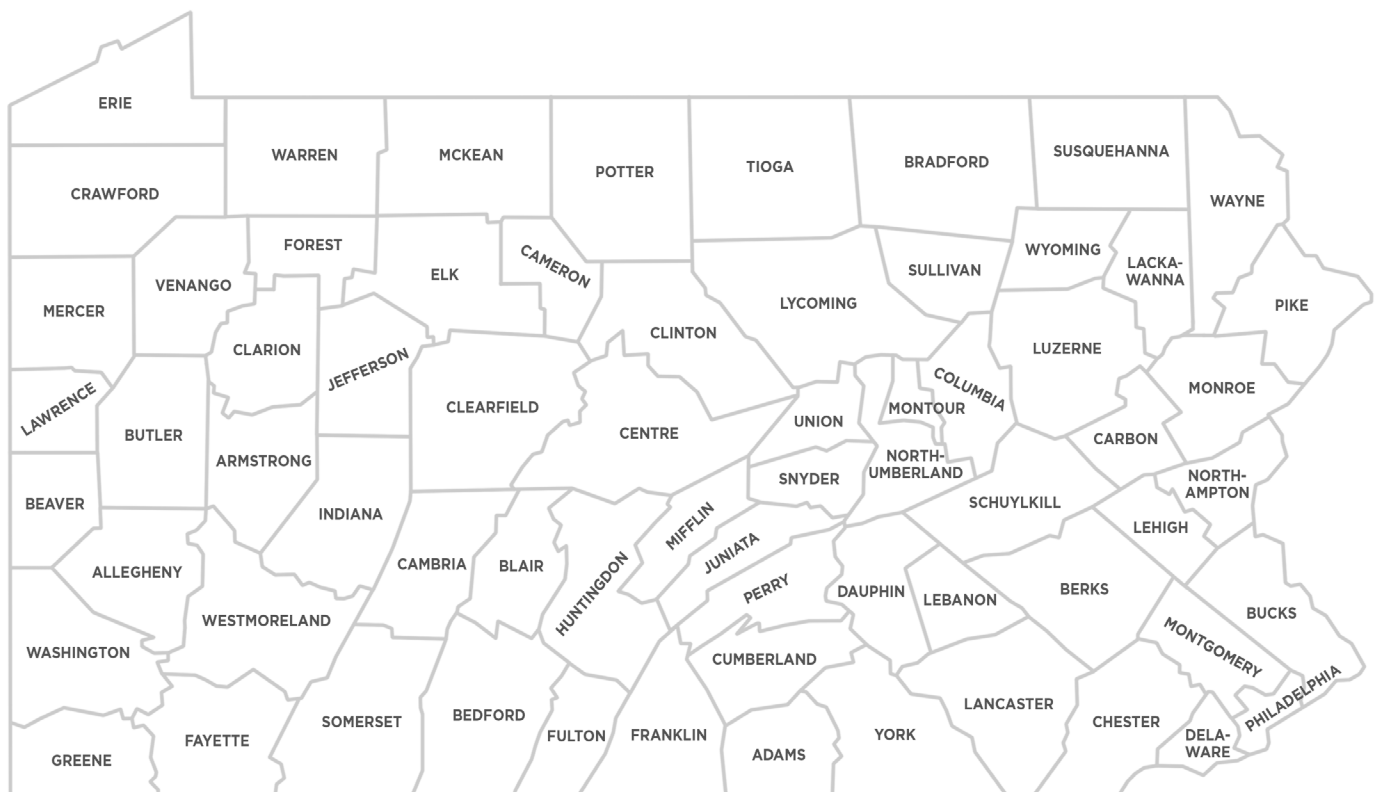 ERIE
WARREN
MCKEAN
POTTER
TIOGA
BRADFORD
SUSQUEHANNA
WAYNE
CRAWFORD
FOREST
VENANGO
ELK
CAMERON
SULLIVAN
WYOMING
LACKA-
WANNA
MERCER
LYCOMING
PIKE
CLARION
JEFFERSON
CLINTON
LUZERNE
LAWRENCE
CLEARFIELD
COLUMBIA
MONROE
BUTLER
CENTRE
UNION
MONTOUR
CARBON
ARMSTRONG
SNYDER
NORTH-
UMBERLAND
NORTH-
AMPTON
BEAVER
INDIANA
MIFFLIN
SCHUYLKILL
LEHIGH
ALLEGHENY
CAMBRIA
BLAIR
HUNTINGDON
JUNIATA
PERRY
DAUPHIN
LEBANON
BERKS
BUCKS
WESTMORELAND
WASHINGTON
CUMBERLAND
MONTGOMERY
SOMERSET
BEDFORD
LANCASTER
CHESTER
PHILADELPHIA
GREENE
FAYETTE
FULTON
FRANKLIN
ADAMS
YORK
DELA-
WARE